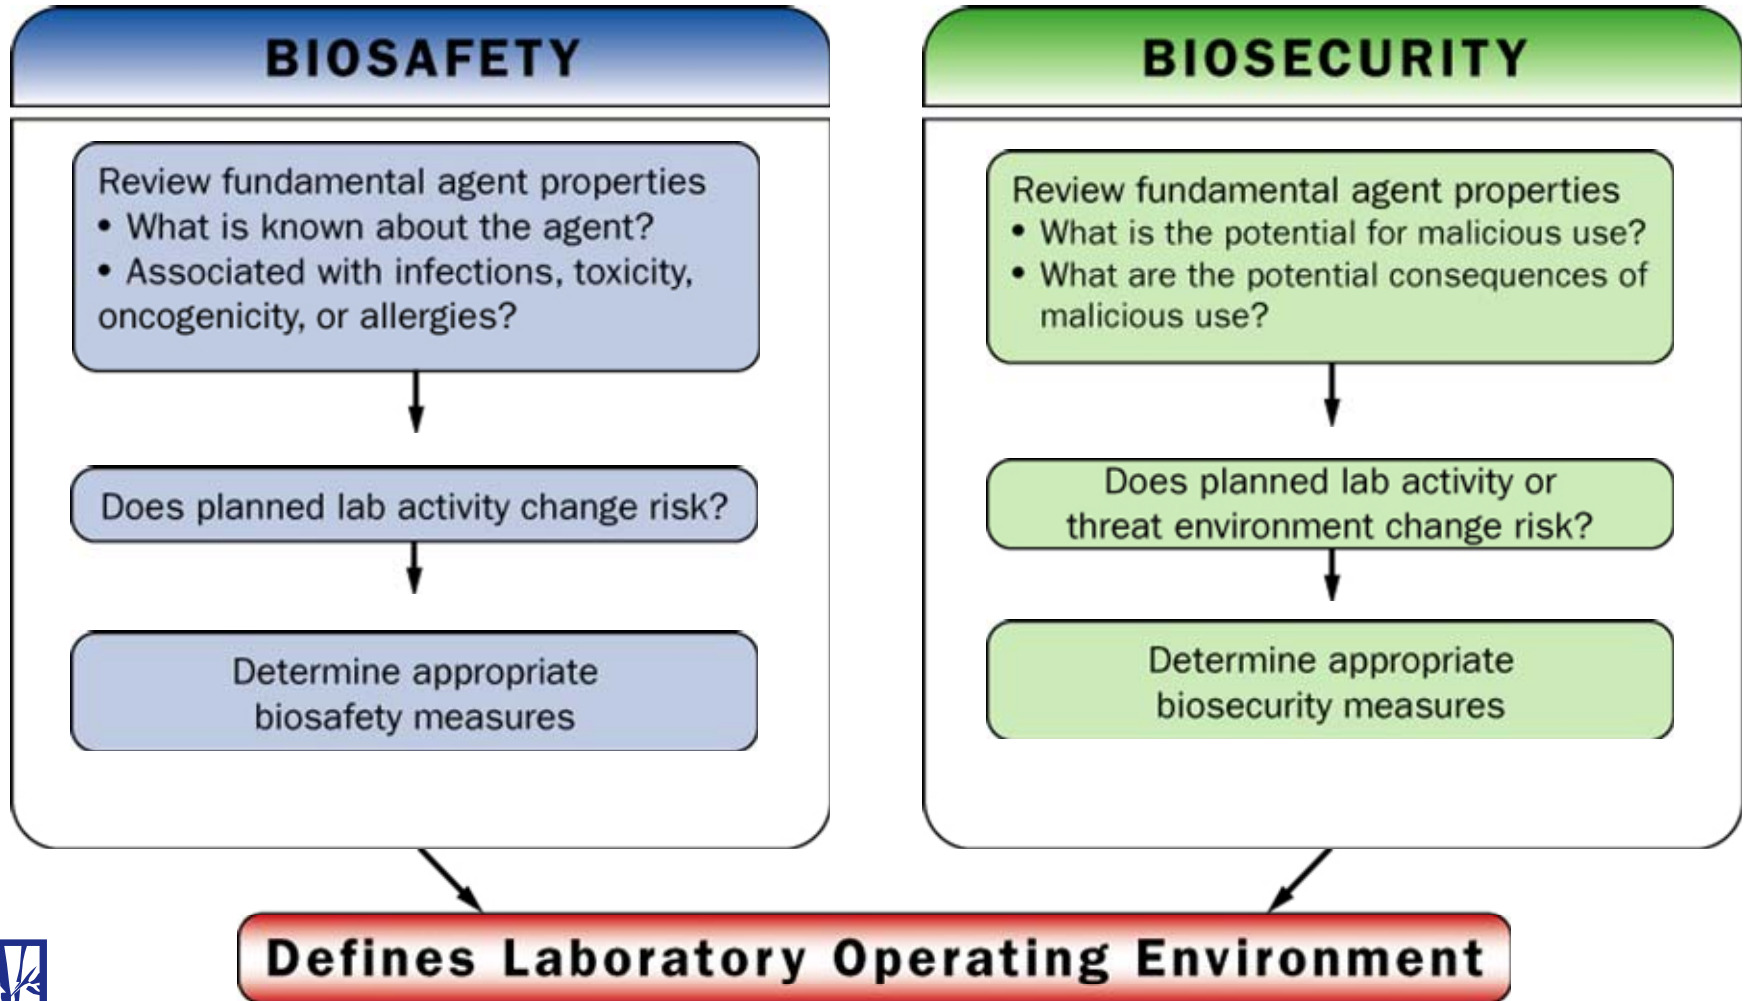 BIOSAFETY
Review fundamental agent properties
• What is known about the agent?
• Associated with infections, toxicity,
oncogenicity, or allergies?
Does planned lab activity change risk?
Determine appropriate
biosafety measures
BIOSECURITY
Review fundamental agent properties
• What is the potential for malicious use?
• What are the potential consequences of
malicious use?
Does planned lab activity or
threat environment change risk?
Determine appropriate
biosecurity measures
Defines Laboratory Operating Environment